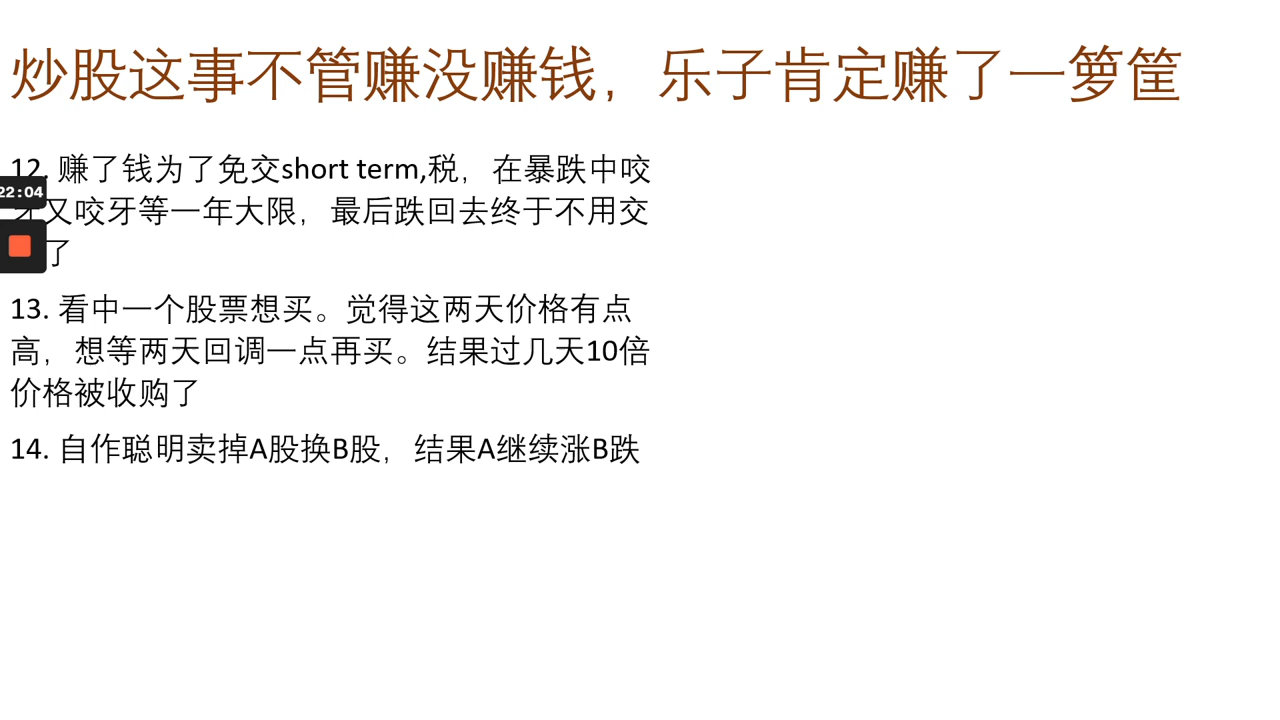 炒股这事不管赚没赚钱，乐子肯定赚了一箩筐
12. 赚了钱为了免交short term,税，在暴跌中咬
牙又咬牙等一年大限，最后跌回去终于不用交
了
22:04
13. 看中一个股票想买。觉得这两天价格有点
高，想等两天回调一点再买。结果过几天10倍
价格被收购了
14. 自作聪明卖掉A股换B股，结果A继续涨B跌